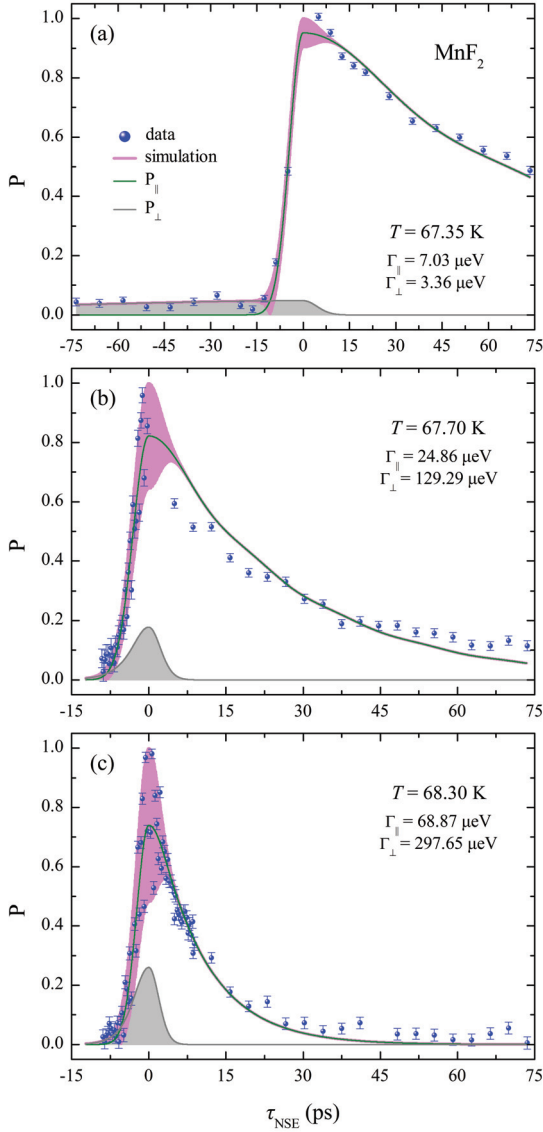 (a)
MnF₂
P
1.0
0.8
0.6
0.4
0.2
0.0
data
simulation
P∥
P⊥
T = 67.35 K
Γ∥ = 7.03 μeV
Γ⊥ = 3.36 μeV
-75 -60 -45 -30 -15 0 15 30 45 60 75
(b)
P
1.0
0.8
0.6
0.4
0.2
0.0
T = 67.70 K
Γ∥ = 24.86 μeV
Γ⊥ = 129.29 μeV
-15 0 15 30 45 60 75
(c)
P
1.0
0.8
0.6
0.4
0.2
0.0
T = 68.30 K
Γ∥ = 68.87 μeV
Γ⊥ = 297.65 μeV
-15 0 15 30 45 60 75
τNSE (ps)